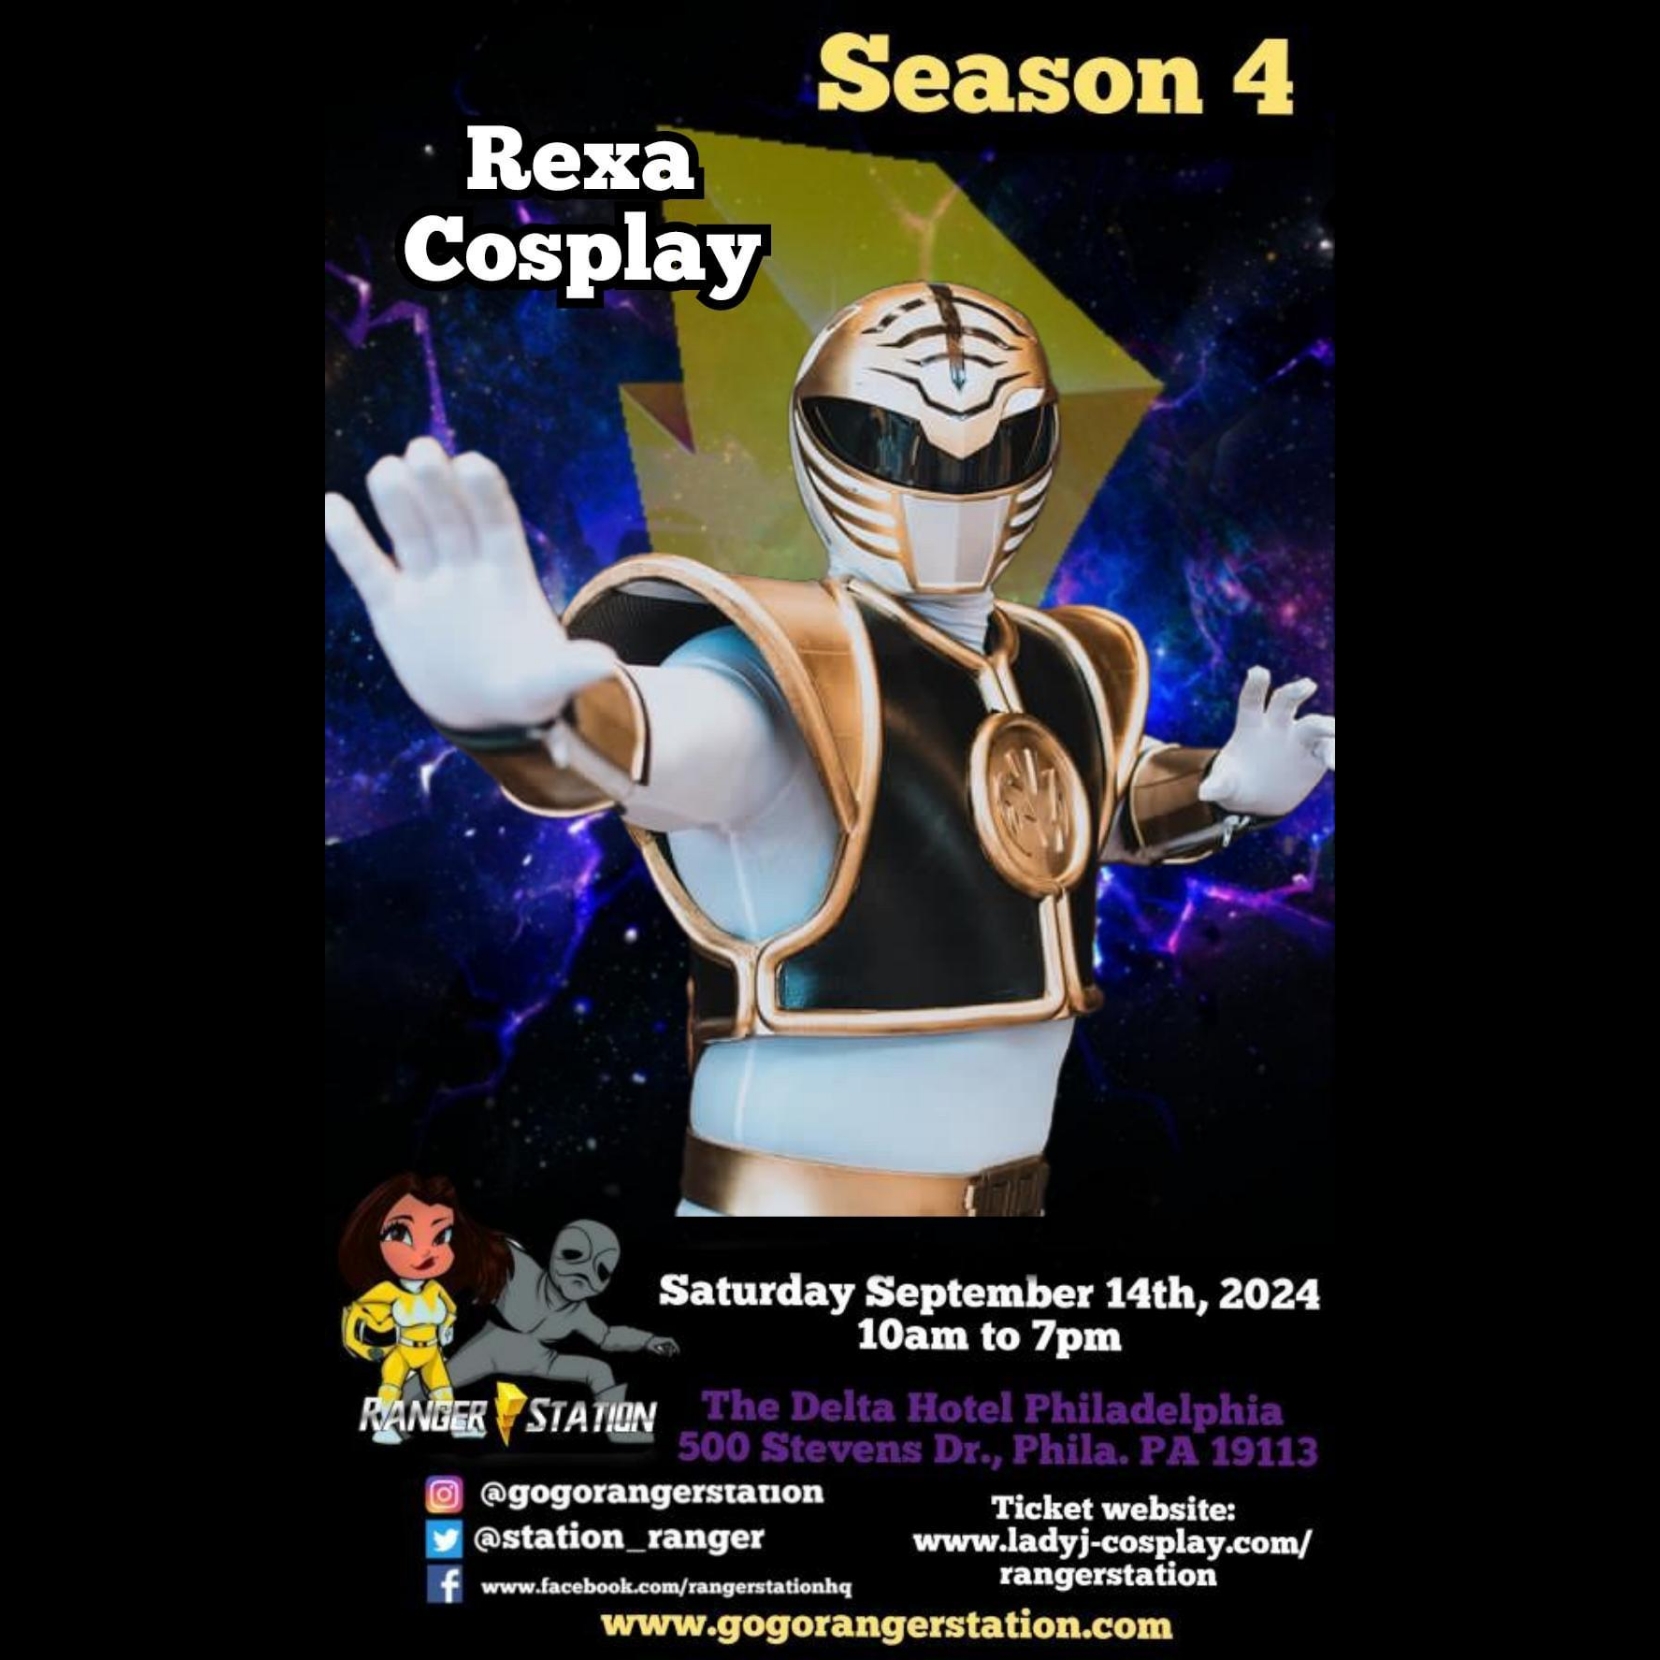 Season 4
Rexa
Cosplay
Saturday September 14th, 2024
10am to 7pm
RANGER STATION
The Delta Hotel Philadelphia
500 Stevens Dr., Phila. PA 19113
@gogorangerstation
@station_ranger
www.facebook.com/rangerstationhq
Ticket website:
www.ladyj-cosplay.com/
rangerstation
www.gogorangerstation.com